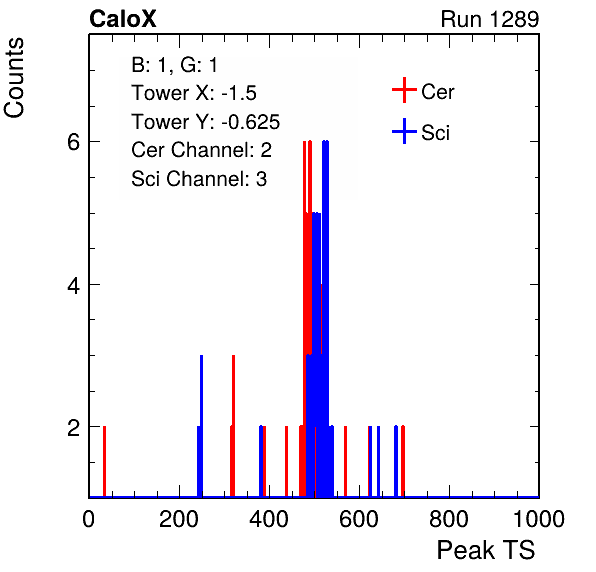 CaloX Run 1289
Counts
B: 1, G: 1
Tower X: -1.5
Tower Y: -0.625
Cer Channel: 2
Sci Channel: 3
Cer
Sci
6
4
2
0 200 400 600 800 1000
Peak TS